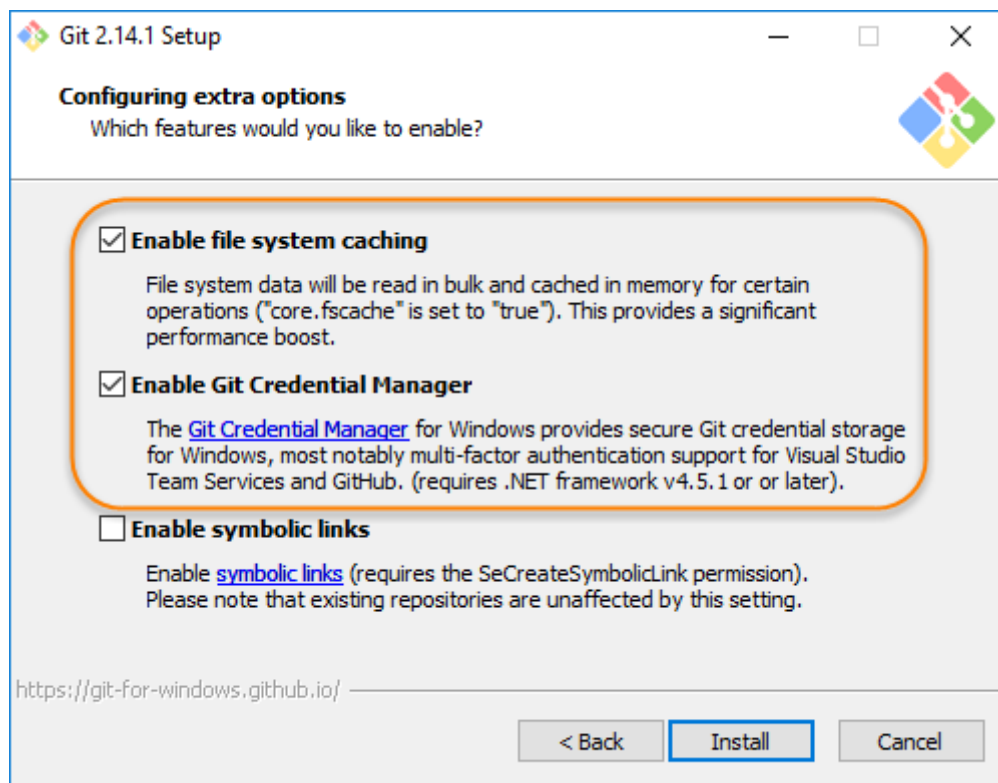 Git 2.14.1 Setup
Configuring extra options
Which features would you like to enable?
Enable file system caching
File system data will be read in bulk and cached in memory for certain
operations ("core.fscache" is set to "true"). This provides a significant
performance boost.
Enable Git Credential Manager
The Git Credential Manager for Windows provides secure Git credential storage
for Windows, most notably multi-factor authentication support for Visual Studio
Team Services and GitHub. (requires .NET framework v4.5.1 or or later).
Enable symbolic links
Enable symbolic links (requires the SeCreateSymbolicLink permission).
Please note that existing repositories are unaffected by this setting.
https://git-for-windows.github.io/
< Back Install Cancel